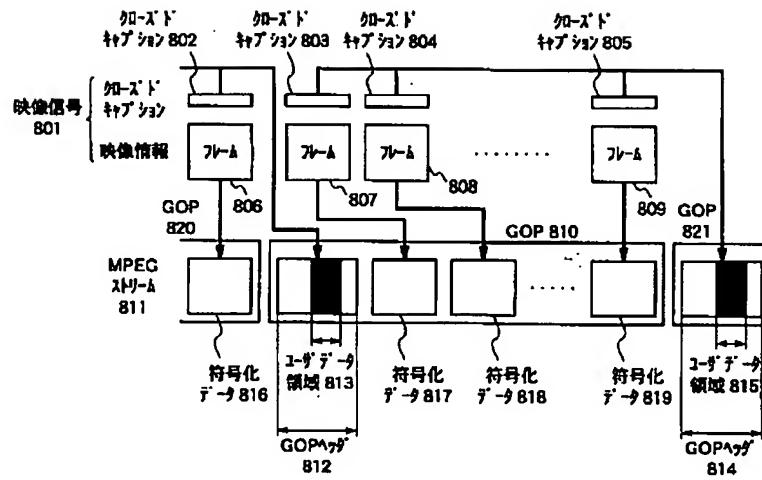 クローズド
キャプション 802
クローズド
キャプション 803
クローズド
キャプション 804
クローズド
キャプション 805
映像信号
801
クローズド
キャプション
映像情報
フレーム
フレーム
フレーム
フレーム
806
807
808
809
GOP
820
GOP 810
GOP
821
MPEG
ストリーム
811
符号化
データ 816
ユーザデータ
領域 813
符号化
データ 817
符号化
データ 818
符号化
データ 819
ユーザデータ
領域 815
GOPヘッダ
812
GOPヘッダ
814